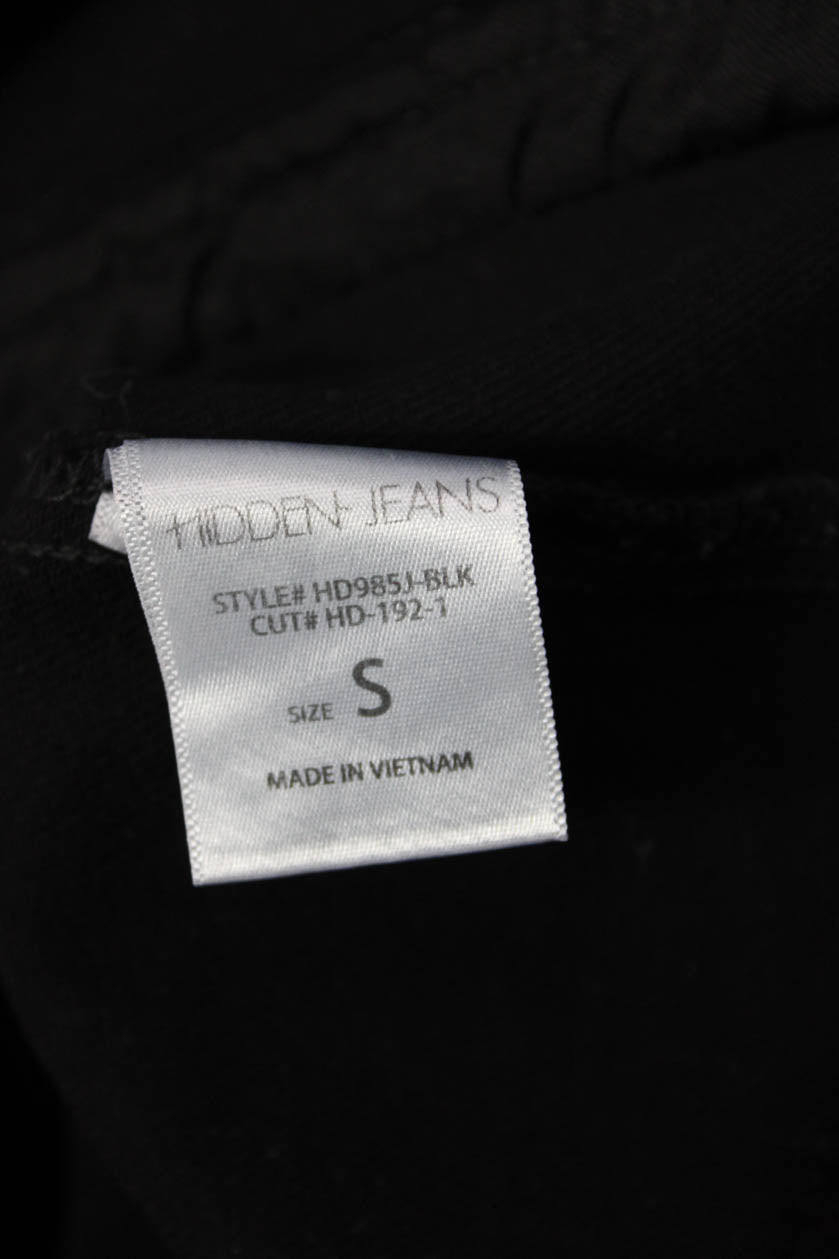 HIDDEN JEANS
STYLE# HD985J-BLK
CUT# HD-192-1
SIZE S
MADE IN VIETNAM